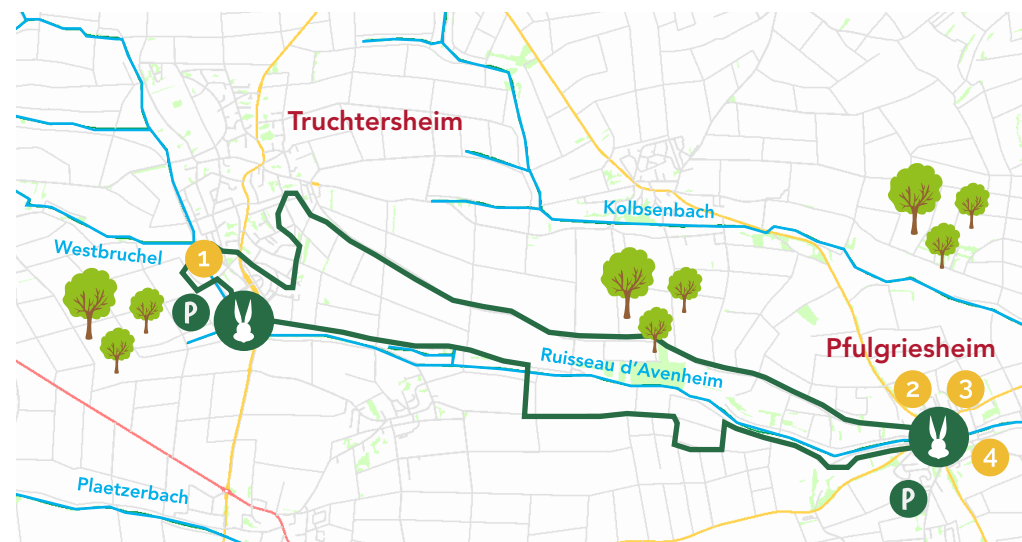 Truchtersheim
Kolbsenbach
Westbruchel
1
P
Pfulgriesheim
Ruisseau d'Avenheim
2
3
4
Plaetzerbach
P